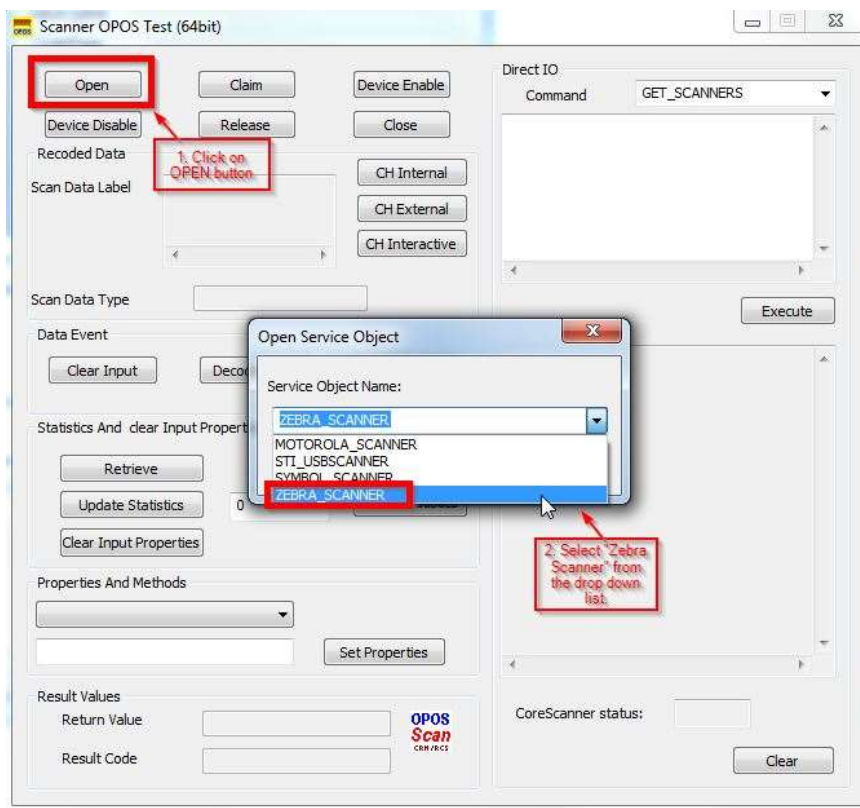 OPOS
Scanner OPOS Test (64bit)
Open
Claim
Device Enable
Device Disable
Release
Close
Recoded Data
1. Click on
OPEN button.
Scan Data Label
CH Internal
CH External
CH Interactive
Scan Data Type
Data Event
Clear Input
Statistics And clear Input
Retrieve
Update Statistics
0
Clear Input Properties
Properties And Methods
Set Properties
Result Values
Return Value
Result Code
OPOS
Scan
CRM/RCS
Open Service Object
Service Object Name:
ZEBRA_SCANNER
MOTOROLA_SCANNER
STI_USBSCANNER
SYMBOL_SCANNER
ZEBRA_SCANNER
2. Select "Zebra
Scanner" from
the drop down
list.
Direct IO
Command
GET_SCANNERS
Execute
CoreScanner status:
Clear